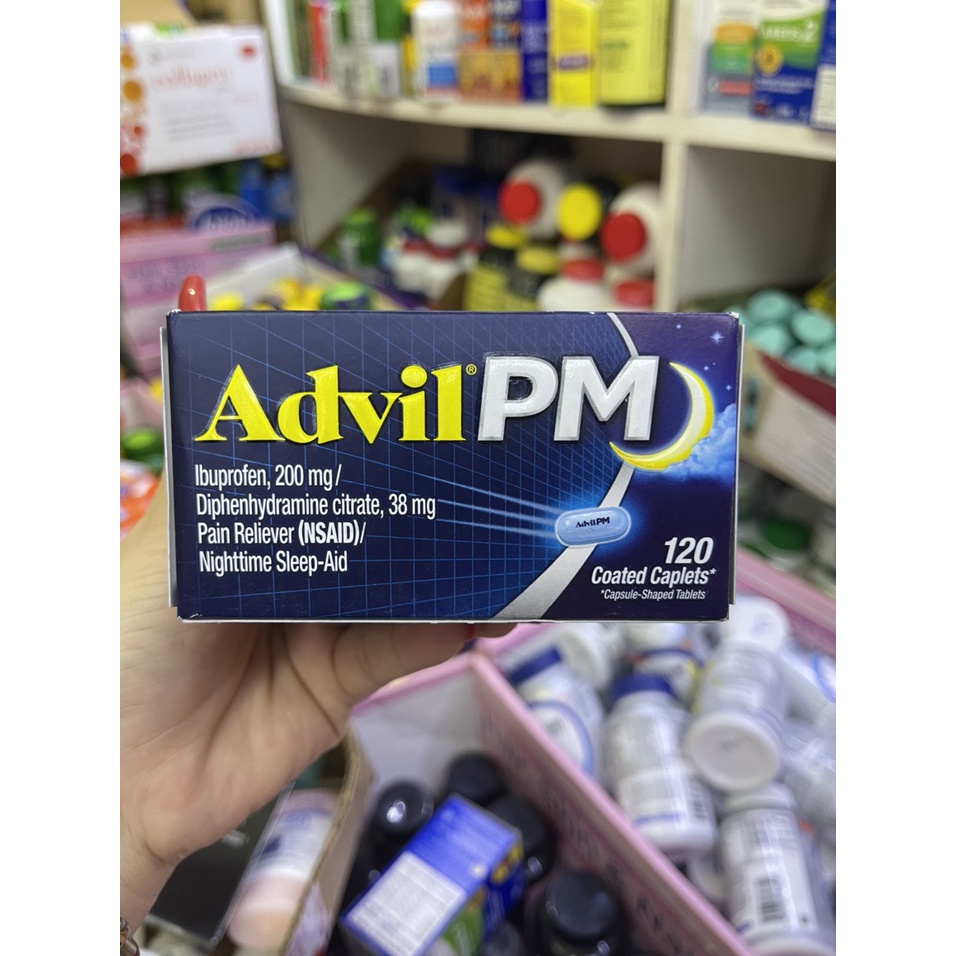 collagen
Advil® PM
Ibuprofen, 200 mg/
Diphenhydramine citrate, 38 mg
Pain Reliever (NSAID)/
Nighttime Sleep-Aid
Advil PM
120
Coated Caplets*
*Capsule-Shaped Tablets